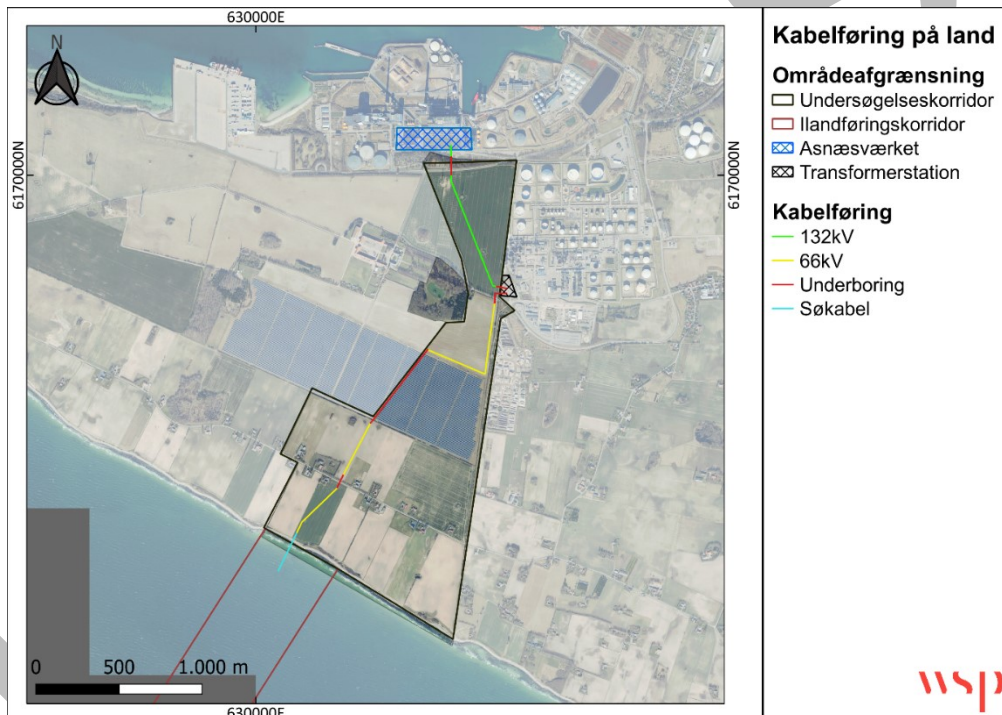 630000E
Kabelføring på land
N
Områdeafgrænsning
Undersøgelseskorridor
Ilandføringskorridor
Asnæsværket
6170000N
6170000N
Transformerstation
Kabelføring
132kV
66kV
Underboring
Søkabel
0 500 1.000 m
wsp
630000E